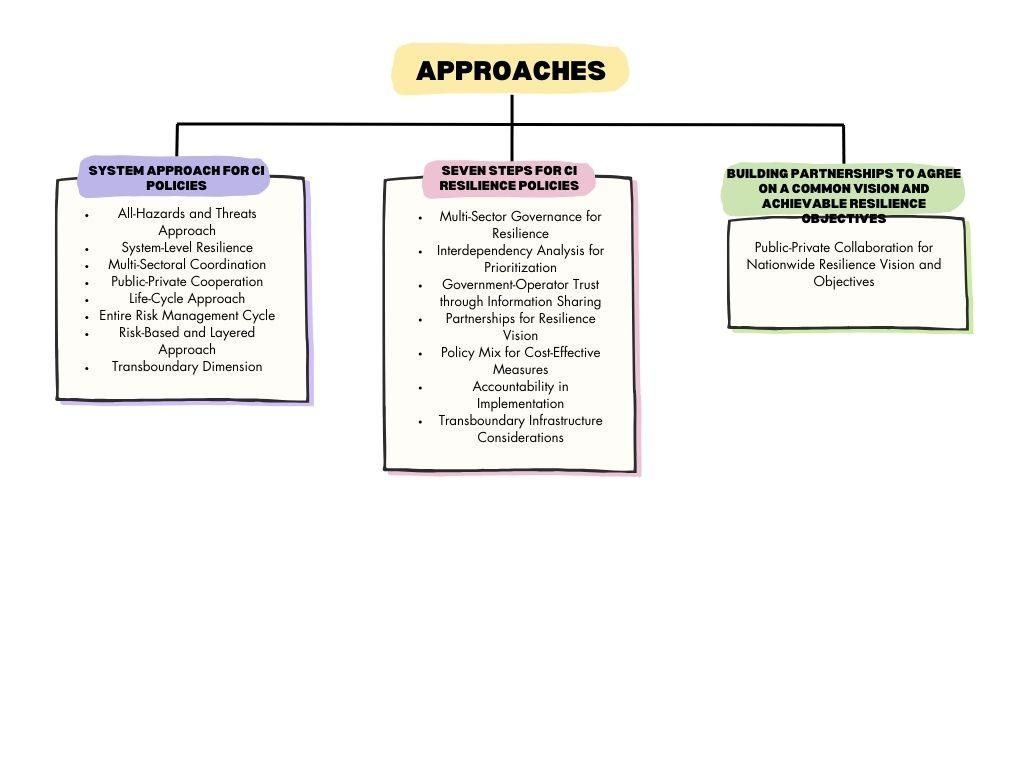 APPROACHES
SYSTEM APPROACH FOR CI
POLICIES
• All-Hazards and Threats
Approach
• System-Level Resilience
• Multi-Sectoral Coordination
• Public-Private Cooperation
• Life-Cycle Approach
• Entire Risk Management Cycle
• Risk-Based and Layered
Approach
• Transboundary Dimension
SEVEN STEPS FOR CI
RESILIENCE POLICIES
• Multi-Sector Governance for
Resilience
• Interdependency Analysis for
Prioritization
• Government-Operator Trust
through Information Sharing
• Partnerships for Resilience
Vision
• Policy Mix for Cost-Effective
Measures
• Accountability in
Implementation
• Transboundary Infrastructure
Considerations
BUILDING PARTNERSHIPS TO AGREE
ON A COMMON VISION AND
ACHIEVABLE RESILIENCE
OBJECTIVES
Public-Private Collaboration for
Nationwide Resilience Vision and
Objectives